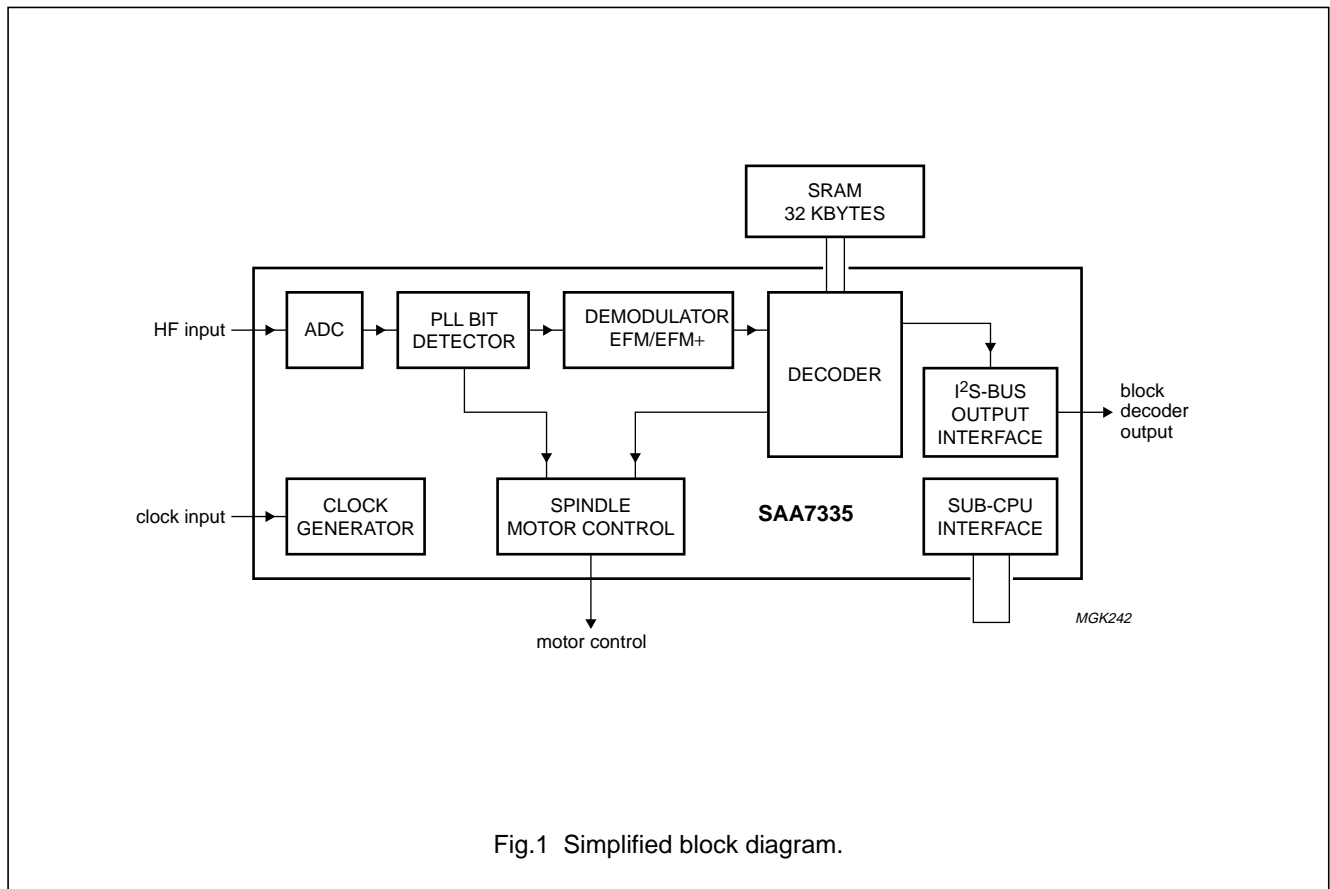 SRAM
32 KBYTES
HF input
ADC
PLL BIT
DETECTOR
DEMODULATOR
EFM/EFM+
DECODER
I²S-BUS
OUTPUT
INTERFACE
block
decoder
output
clock input
CLOCK
GENERATOR
SPINDLE
MOTOR CONTROL
SAA7335
SUB-CPU
INTERFACE
motor control
MGK242
Fig.1 Simplified block diagram.